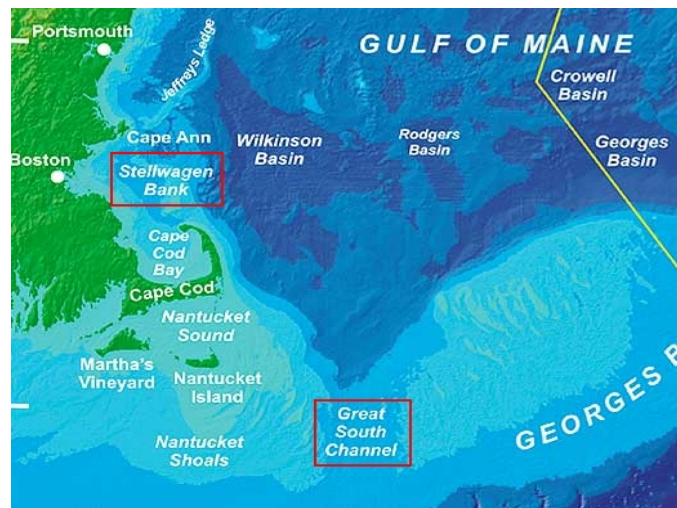 Portsmouth
Jeffreys Ledge
GULF OF MAINE
Crowell
Basin
Cape Ann
Wilkinson
Basin
Rodgers
Basin
Georges
Basin
Boston
Stellwagen
Bank
Cape
Cod
Bay
Cape Cod
Nantucket
Sound
Martha's
Vineyard
Nantucket
Island
Great
South
Channel
Nantucket
Shoals
GEORGES B